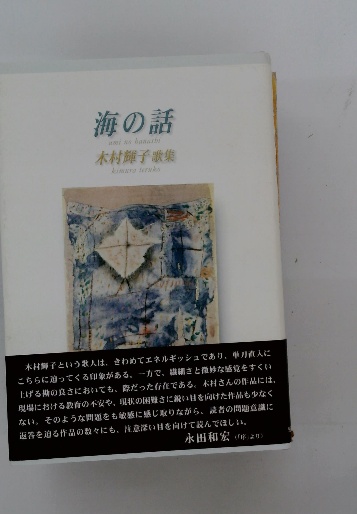 海の話
umi no hanashi
木村輝子歌集
kimura teruko
木村輝子という歌人は、きわめてエネルギッシュであり、単刀直入に
こちらに迫ってくる印象がある。一方で、繊細さと微妙な感覚をすくい
上げる勘の良さにおいても、際だった存在である。木村さんの作品には、
現場における教育の不安や、現状の困難さに鋭い目を向けた作品も少なく
ない。そのような問題をも敏感に感じ取りながら、読者の問題意識に
返答を迫る作品の数々にも、注意深い目を向けて読んでほしい。
永田和宏（「序」より）